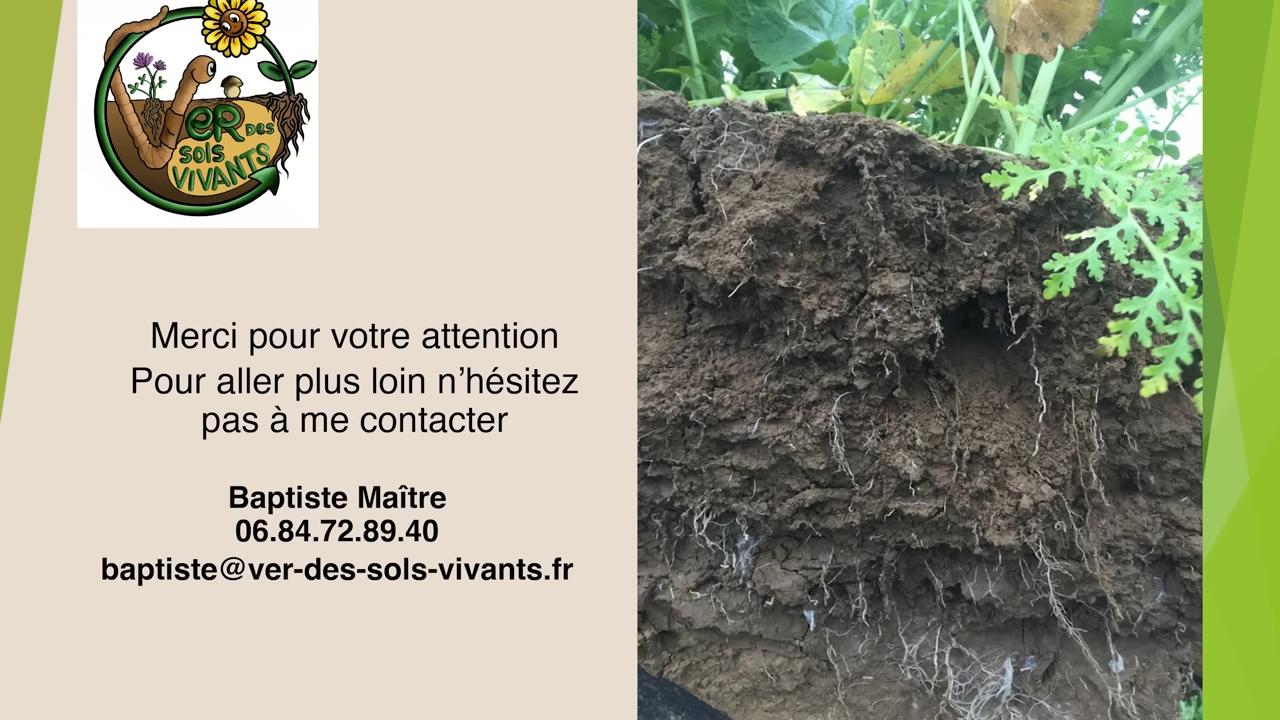 VER DES
SOLS
VIVANTS
Merci pour votre attention
Pour aller plus loin n’hésitez
pas à me contacter
Baptiste Maître
06.84.72.89.40
baptiste@ver-des-sols-vivants.fr